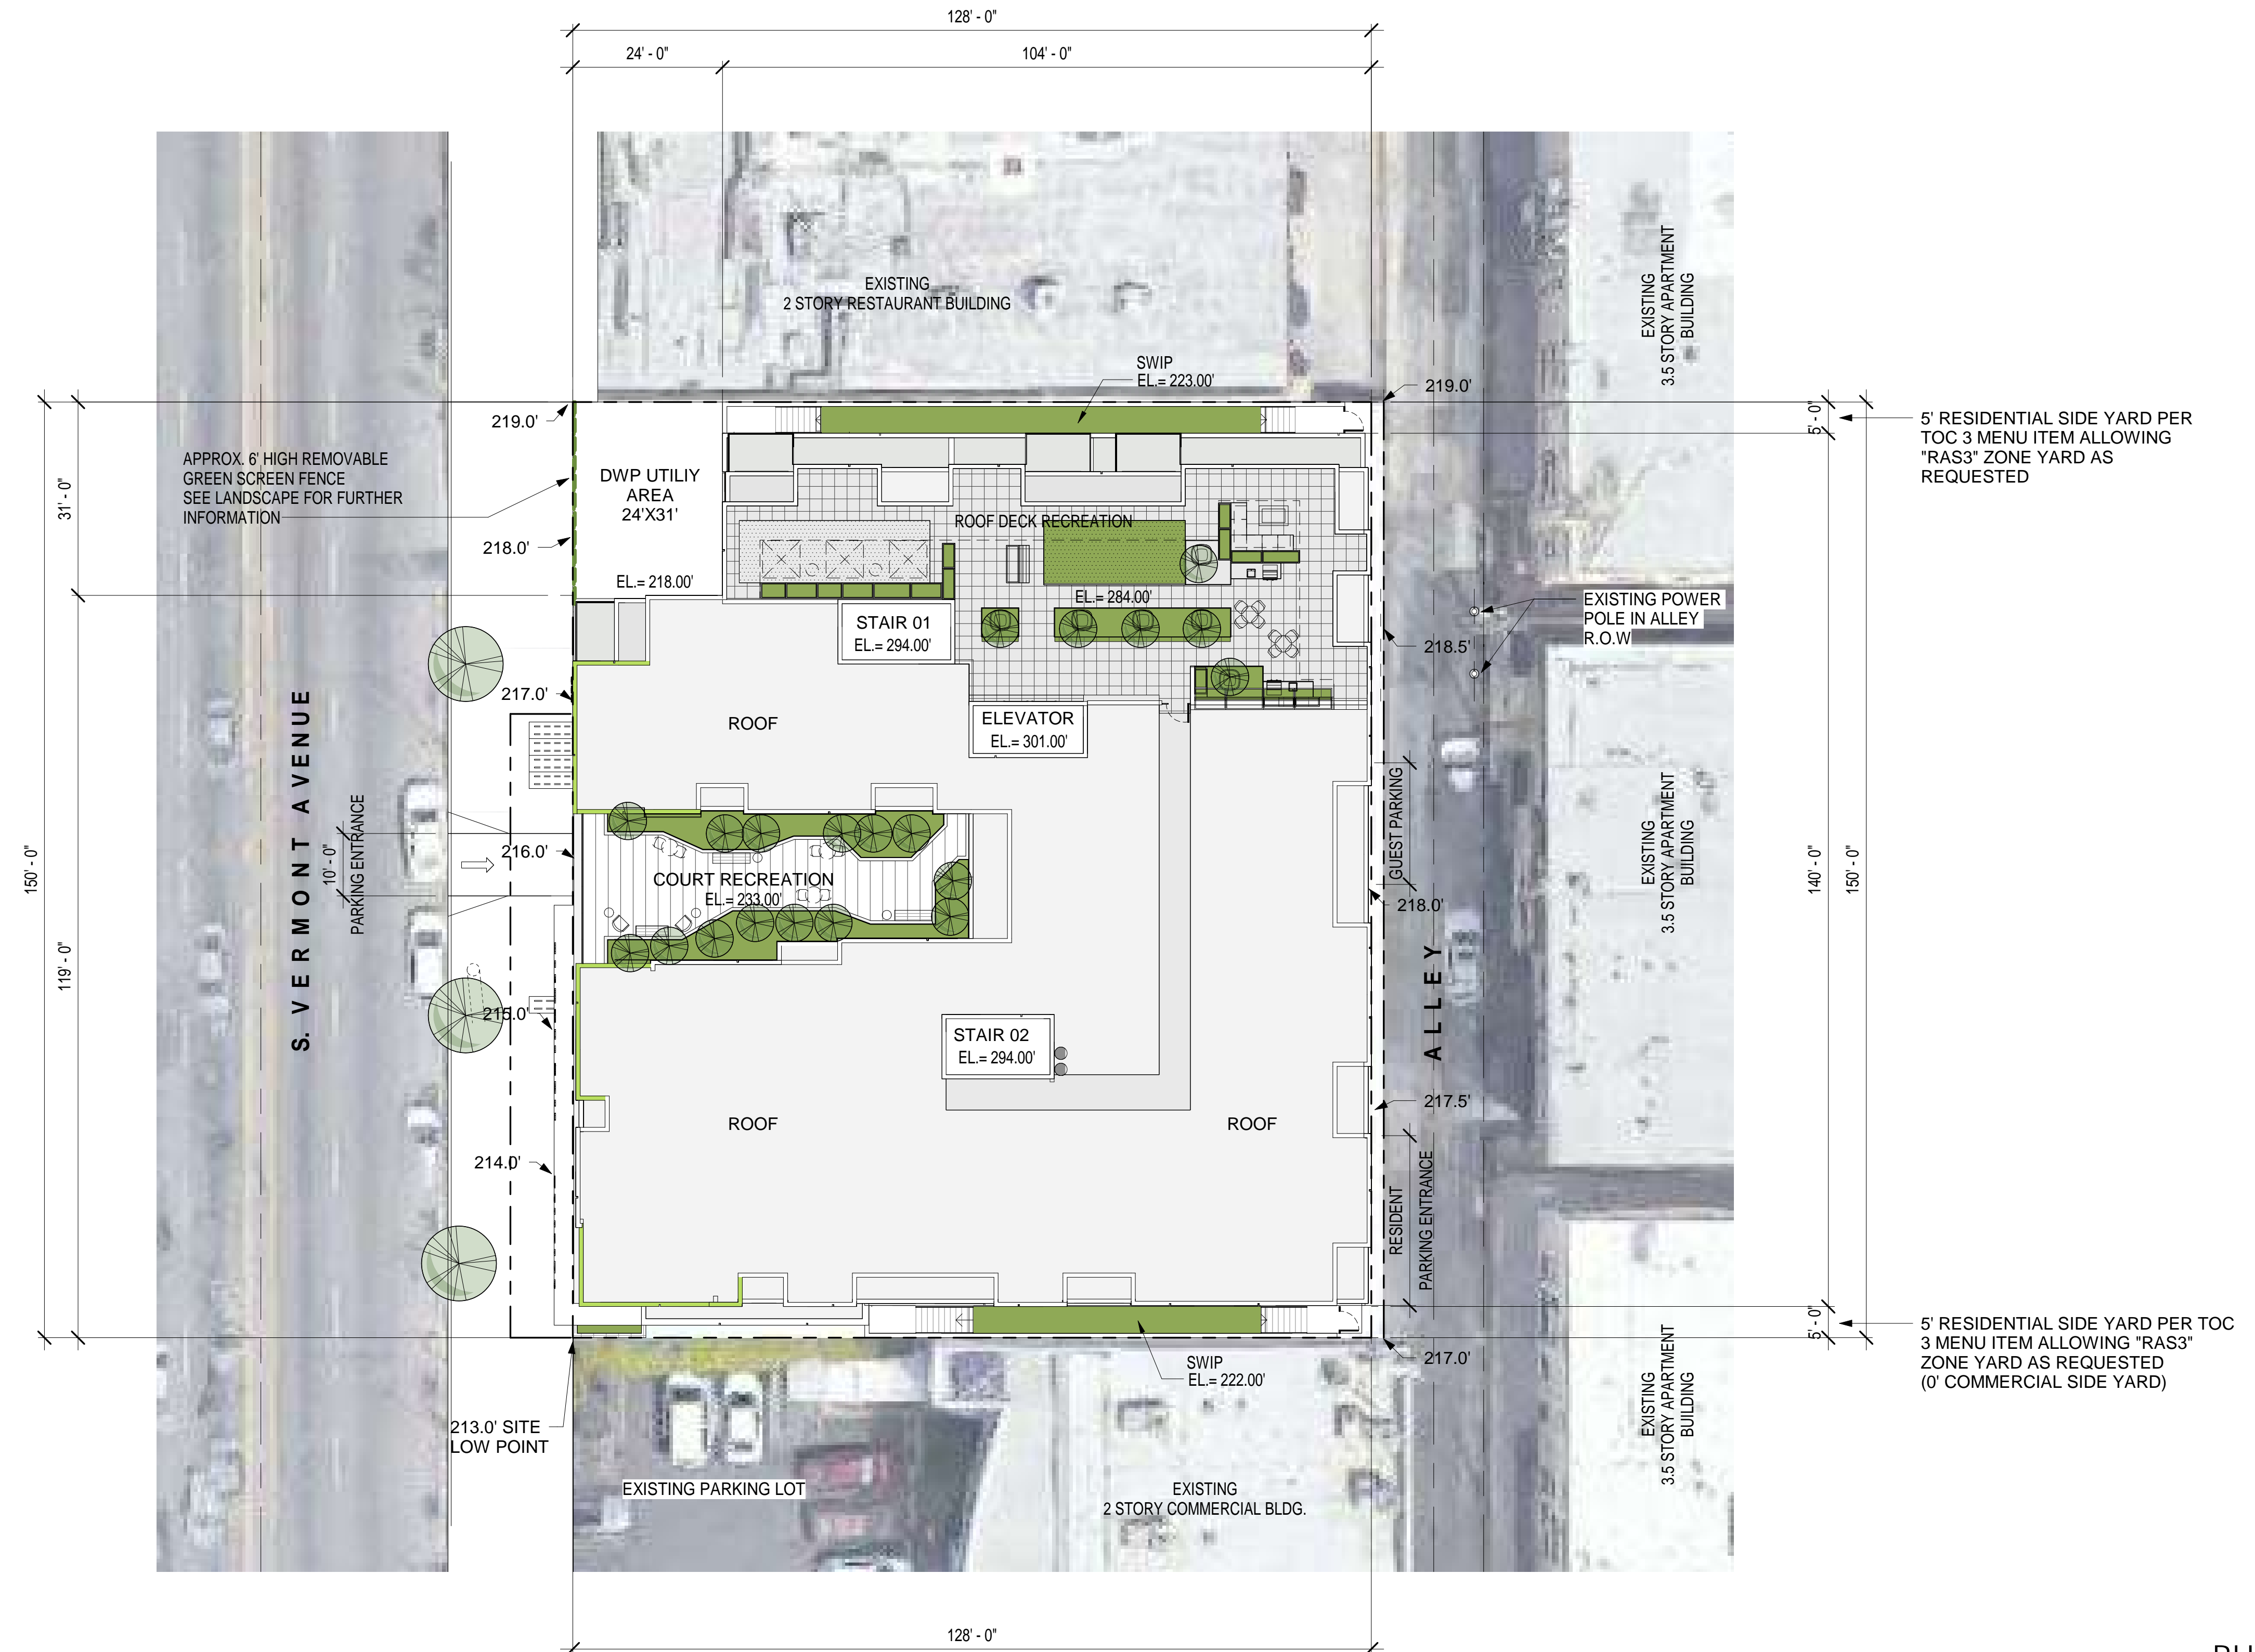 128' - 0"
24' - 0"
104' - 0"
EXISTING
2 STORY RESTAURANT BUILDING
EXISTING
3.5 STORY APARTMENT
BUILDING
SWIP
EL.= 223.00'
219.0'
219.0'
5' - 0"
5' RESIDENTIAL SIDE YARD PER
TOC 3 MENU ITEM ALLOWING
"RAS3" ZONE YARD AS
REQUESTED
APPROX. 6' HIGH REMOVABLE
GREEN SCREEN FENCE
SEE LANDSCAPE FOR FURTHER
INFORMATION
31' - 0"
DWP UTILIY
AREA
24'X31'
EL.= 218.00'
218.0'
ROOF DECK RECREATION
EL.= 284.00'
STAIR 01
EL.= 294.00'
EXISTING POWER
POLE IN ALLEY
R.O.W
218.5'
217.0'
ROOF
ELEVATOR
EL.= 301.00'
S. VERMONT AVENUE
10' - 0"
PARKING ENTRANCE
216.0'
COURT RECREATION
EL.= 233.00'
GUEST PARKING
218.0'
EXISTING
3.5 STORY APARTMENT
BUILDING
150' - 0"
119' - 0"
140' - 0"
150' - 0"
215.0'
STAIR 02
EL.= 294.00'
ALLEY
217.5'
214.0'
ROOF
ROOF
RESIDENT
PARKING ENTRANCE
5' - 0"
5' RESIDENTIAL SIDE YARD PER TOC
3 MENU ITEM ALLOWING "RAS3"
ZONE YARD AS REQUESTED
(0' COMMERCIAL SIDE YARD)
217.0'
SWIP
EL.= 222.00'
EXISTING
3.5 STORY APARTMENT
BUILDING
213.0' SITE
LOW POINT
EXISTING PARKING LOT
EXISTING
2 STORY COMMERCIAL BLDG.
128' - 0"